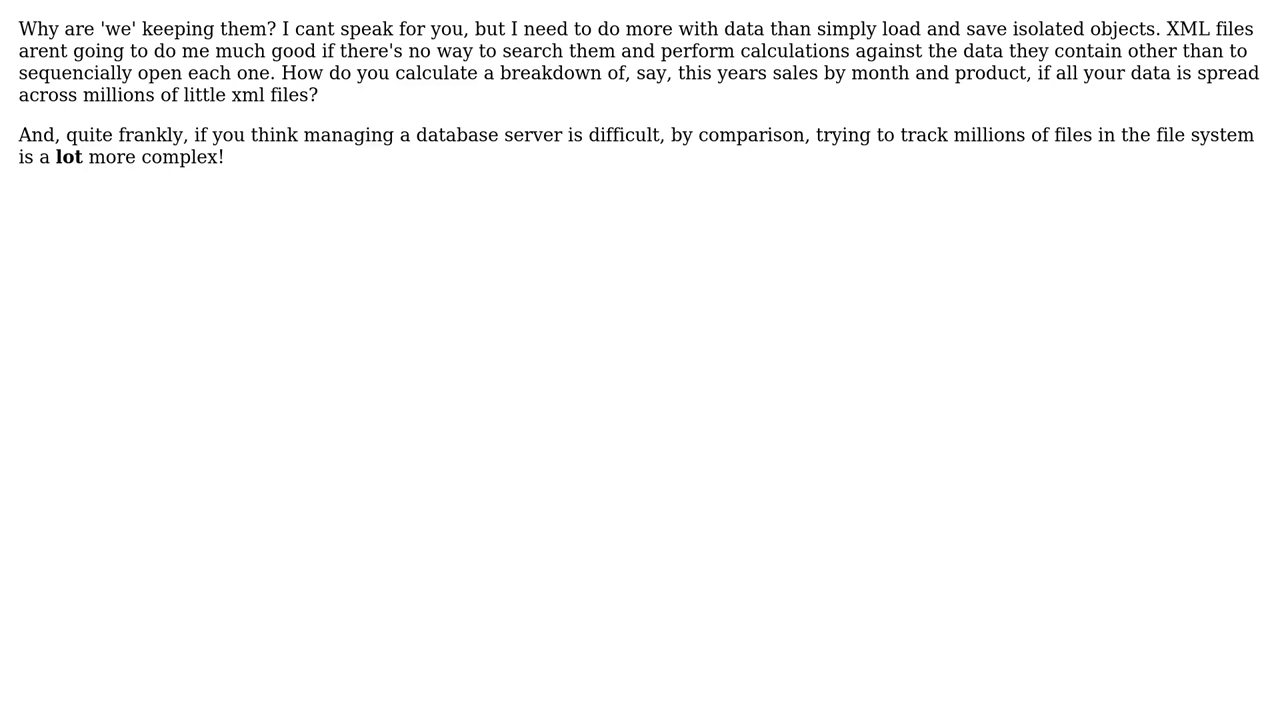 Why are 'we' keeping them? I cant speak for you, but I need to do more with data than simply load and save isolated objects. XML files
arent going to do me much good if there's no way to search them and perform calculations against the data they contain other than to
sequencially open each one. How do you calculate a breakdown of, say, this years sales by month and product, if all your data is spread
across millions of little xml files?
And, quite frankly, if you think managing a database server is difficult, by comparison, trying to track millions of files in the file system
is a lot more complex!